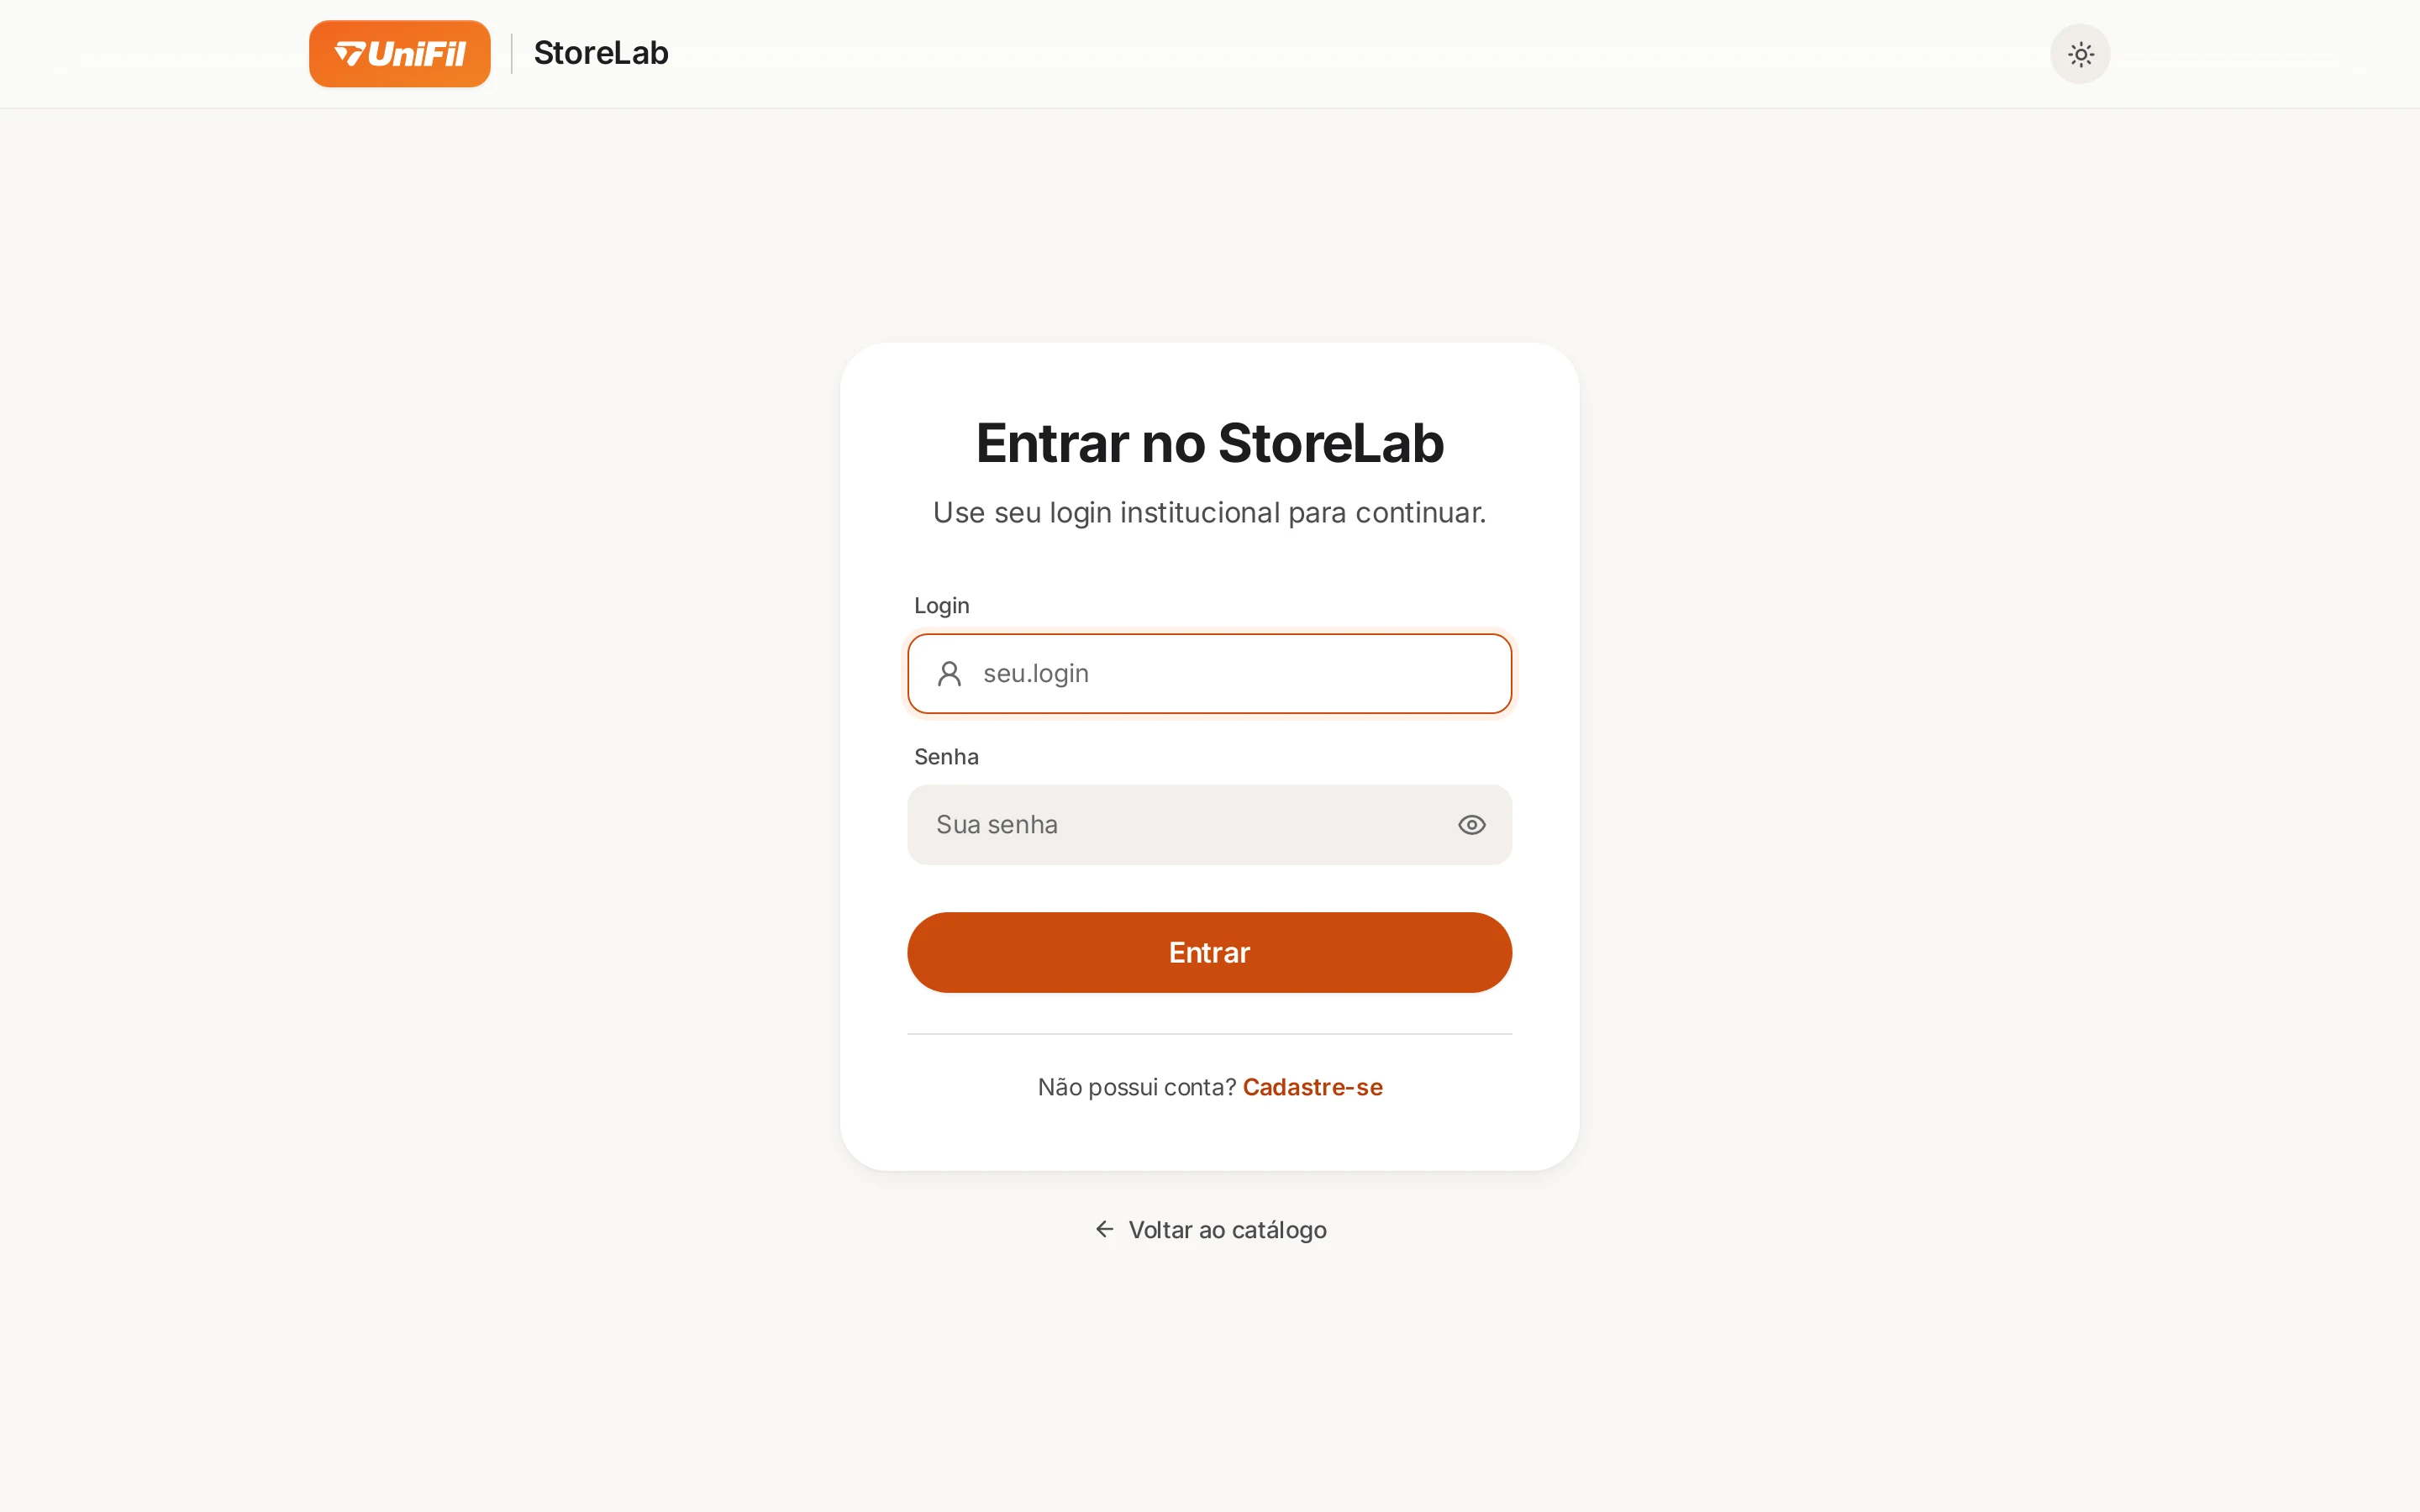 UniFil
StoreLab
Entrar no StoreLab
Use seu login institucional para continuar.
Login
seu.login
Senha
Sua senha
Entrar
Não possui conta? Cadastre-se
Voltar ao catálogo